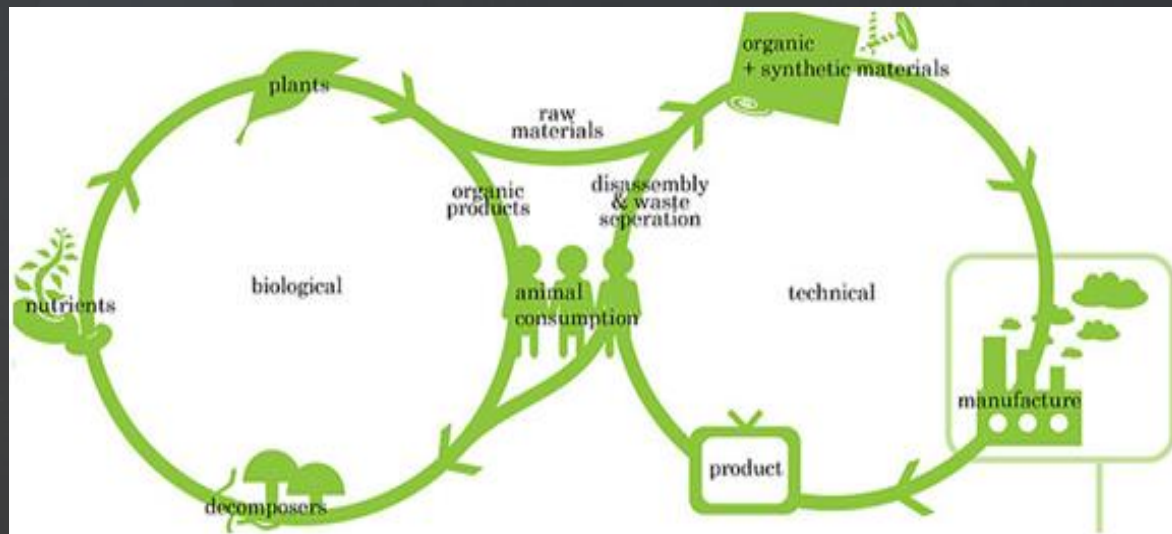 plants
raw
materials
organic
+ synthetic materials
organic
products
disassembly
& waste
seperation
nutrients
biological
animal
consumption
technical
manufacture
product
decomposers